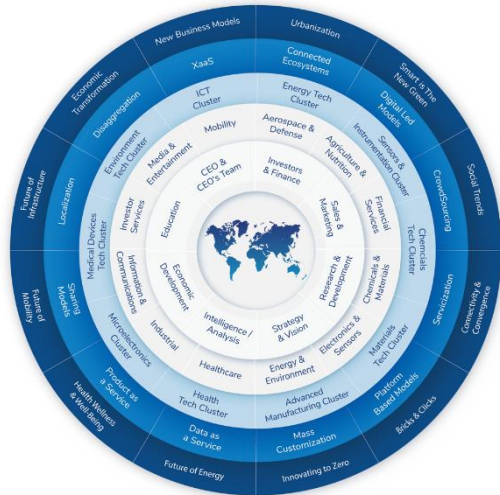 Urbanization
Smart is The
New Green
Social Trends
Connectivity &
Convergence
Bricks & Clicks
Innovating to Zero
Future of Energy
Health Wellness
& Well-Being
Future of
Mobility
Future of
Infrastructure
Economic
Transformation
New Business Models
Connected
Ecosystems
Digital Led
Models
CrowdSourcing
Servicization
Platform
Based Models
Mass
Customization
Data as
a Service
Product as
a Service
Sharing
Models
Localization
Disaggregation
XaaS
Energy Tech
Cluster
Sensors &
Instrumentation Cluster
Chemcials
Tech Cluster
Materials
Tech Cluster
Advanced
Manufacturing Cluster
Health
Tech Cluster
Microelectronics
Cluster
Medical Devices
Tech Cluster
Environment
Tech Cluster
ICT
Cluster
Aerospace &
Defense
Agriculture &
Nutrition
Financial
Services
Chemicals &
Materials
Electronics &
Sensors
Energy &
Environment
Healthcare
Industrial
Information &
Communications
Investor
Services
Media &
Entertainment
Mobility
Investors
& Finance
Sales &
Marketing
Research &
Development
Strategy
& Vision
Intelligence /
Analysis
Economic
Development
Education
CEO &
CEO's Team